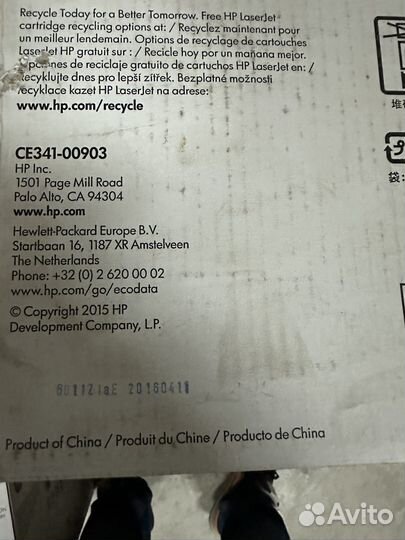 Recycle Today for a Better Tomorrow. Free HP LaserJet
cartridge recycling options at: / Recyclez maintenant pour
un meilleur lendemain. Options de recyclage de cartouches
LaserJet HP gratuit sur : / Recicle hoy por un mañana mejor.
de reciclaje gratuito de cartuchos HP LaserJet en: /
Recyklujte dnes pro lepší zítřek. Bezplatné možnosti
recyklace kazet HP LaserJet na adrese:
www.hp.com/recycle
CE341-00903
HP Inc.
1501 Page Mill Road
Palo Alto, CA 94304
www.hp.com
Hewlett-Packard Europe B.V.
Startbaan 16, 1187 XR Amstelveen
The Netherlands
Phone: +32 (0) 2 620 00 02
www.hp.com/go/ecodata
© Copyright 2015 HP
Development Company, L.P.
20160418
Product of China / Produit du Chine / Producto de China
堆
袋:
Avito